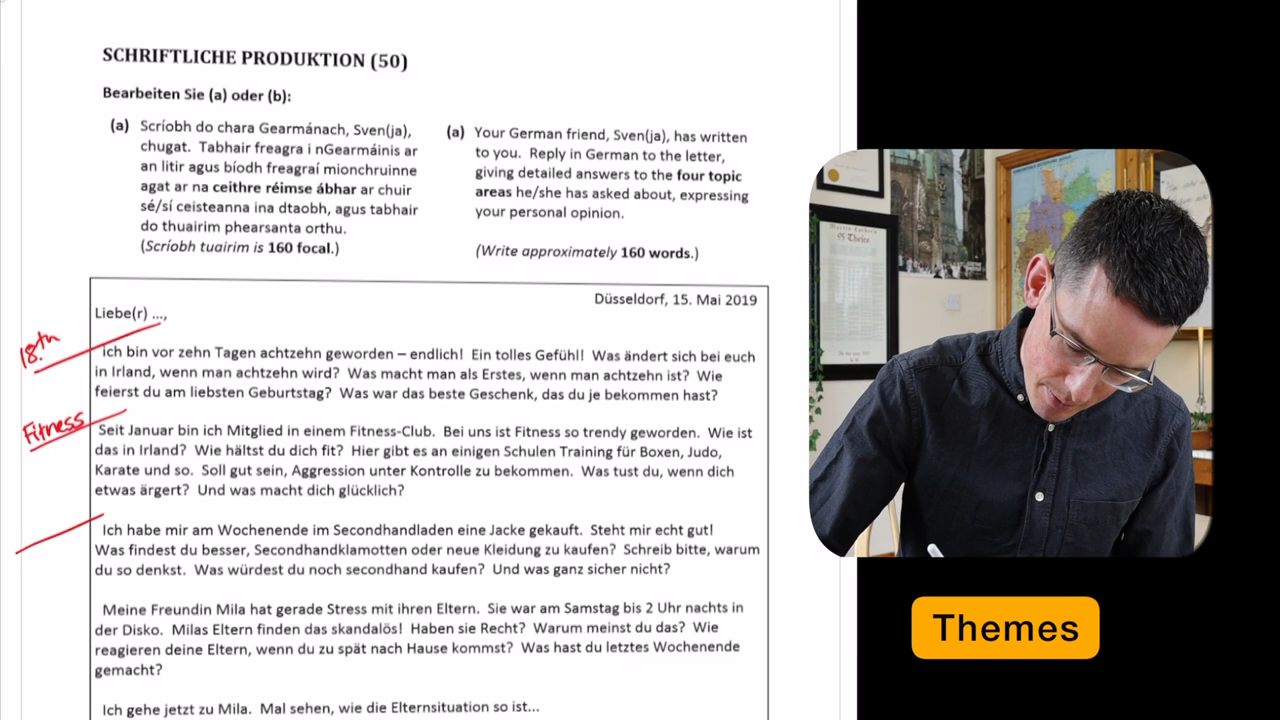 SCHRIFTLICHE PRODUKTION (50)
Bearbeiten Sie (a) oder (b):
(a) Scríobh do chara Gearmánach, Sven(ja),
chugat. Tabhair freagra i nGearmáinis ar
an litir agus bíodh freagraí mionchruinne
agat ar na ceithre réimse ábhar ar chuir
sé/sí ceisteanna ina dtaobh, agus tabhair
do thuairim phearsanta orthu.
(Scríobh tuairim is 160 focal.)
(a) Your German friend, Sven(ja), has written
to you. Reply in German to the letter,
giving detailed answers to the four topic
areas he/she has asked about, expressing
your personal opinion.
(Write approximately 160 words.)
Düsseldorf, 15. Mai 2019
Liebe(r) ...,
18th
Ich bin vor zehn Tagen achtzehn geworden – endlich! Ein tolles Gefühl! Was ändert sich bei euch
in Irland, wenn man achtzehn wird? Was macht man als Erstes, wenn man achtzehn ist? Wie
feierst du am liebsten Geburtstag? Was war das beste Geschenk, das du je bekommen hast?
Fitness
Seit Januar bin ich Mitglied in einem Fitness-Club. Bei uns ist Fitness so trendy geworden. Wie ist
das in Irland? Wie hältst du dich fit? Hier gibt es an einigen Schulen Training für Boxen, Judo,
Karate und so. Soll gut sein, Aggression unter Kontrolle zu bekommen. Was tust du, wenn dich
etwas ärgert? Und was macht dich glücklich?
Ich habe mir am Wochenende im Secondhandladen eine Jacke gekauft. Steht mir echt gut!
Was findest du besser, Secondhandklamotten oder neue Kleidung zu kaufen? Schreib bitte, warum
du so denkst. Was würdest du noch secondhand kaufen? Und was ganz sicher nicht?
Meine Freundin Mila hat gerade Stress mit ihren Eltern. Sie war am Samstag bis 2 Uhr nachts in
der Disko. Milas Eltern finden das skandalös! Haben sie Recht? Warum meinst du das? Wie
reagieren deine Eltern, wenn du zu spät nach Hause kommst? Was hast du letztes Wochenende
gemacht?
Ich gehe jetzt zu Mila. Mal sehen, wie die Elternsituation so ist...
95 Theses
Themes